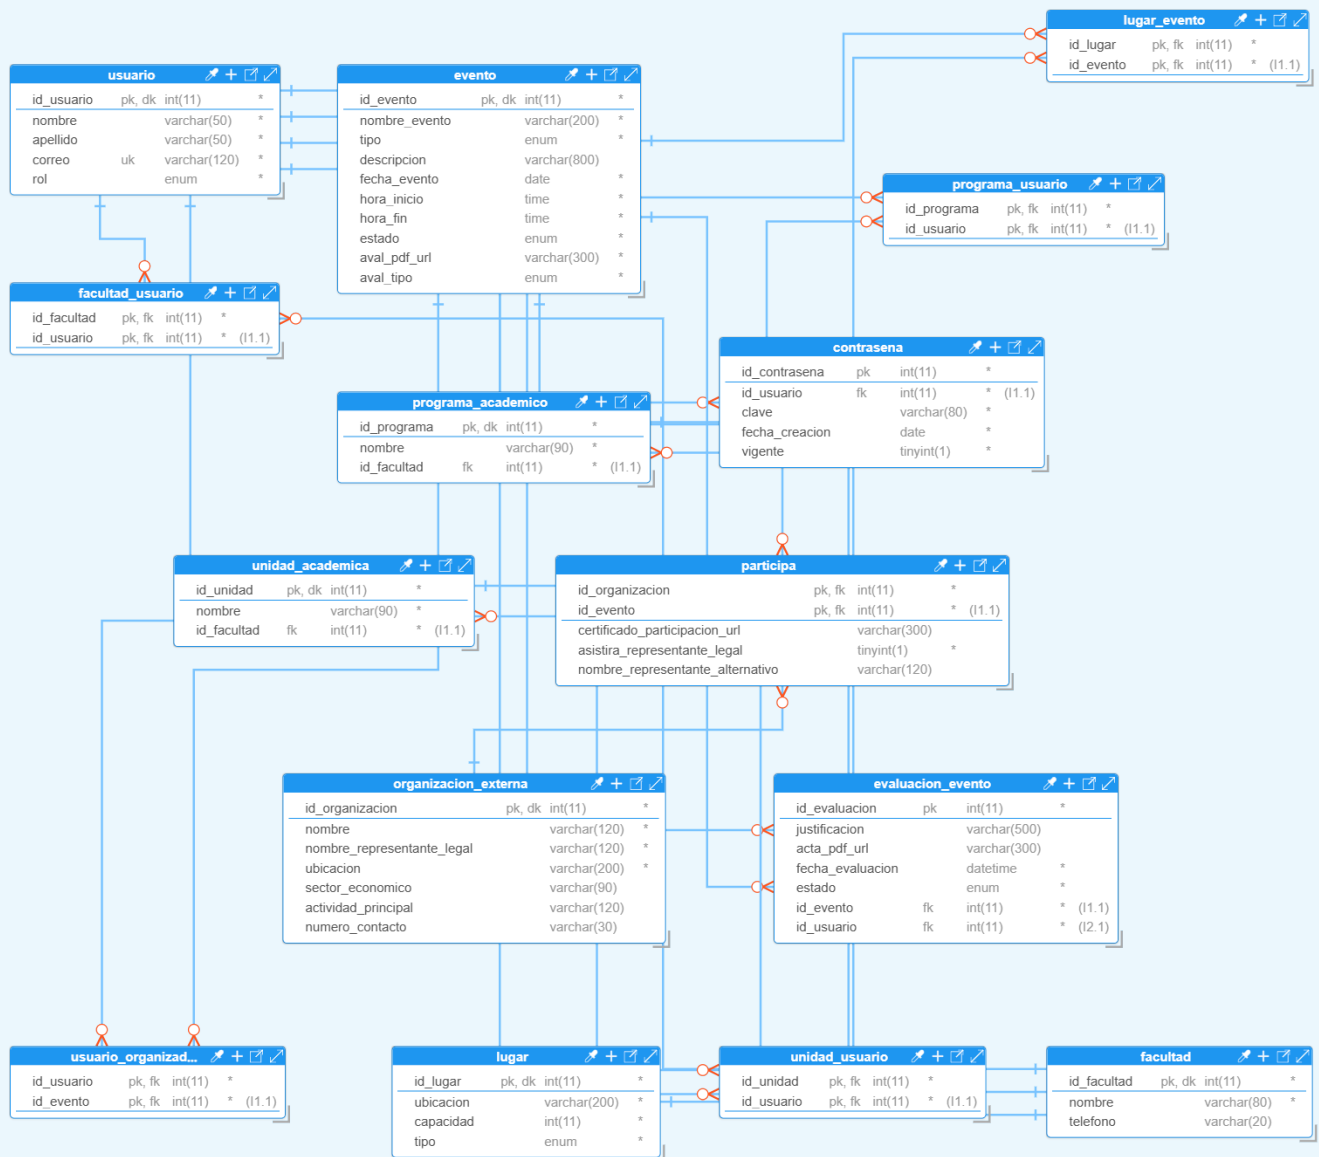 lugar_evento
id_lugar pk, fk int(11) *
id_evento pk, fk int(11) * (I1.1)
usuario
id_usuario pk, dk int(11) *
nombre varchar(50) *
apellido varchar(50) *
correo uk varchar(120) *
rol enum *
evento
id_evento pk, dk int(11) *
nombre_evento varchar(200) *
tipo enum *
descripcion varchar(800)
fecha_evento date *
hora_inicio time *
hora_fin time *
estado enum *
aval_pdf_url varchar(300) *
aval_tipo enum *
programa_usuario
id_programa pk, fk int(11) *
id_usuario pk, fk int(11) * (I1.1)
facultad_usuario
id_facultad pk, fk int(11) *
id_usuario pk, fk int(11) * (I1.1)
contrasena
id_contrasena pk int(11) *
id_usuario fk int(11) * (I1.1)
clave varchar(80) *
fecha_creacion date *
vigente tinyint(1) *
programa_academico
id_programa pk, dk int(11) *
nombre varchar(90) *
id_facultad fk int(11) * (I1.1)
unidad_academica
id_unidad pk, dk int(11) *
nombre varchar(90) *
id_facultad fk int(11) * (I1.1)
participa
id_organizacion pk, fk int(11) *
id_evento pk, fk int(11) * (I1.1)
certificado_participacion_url varchar(300)
asistira_representante_legal tinyint(1) *
nombre_representante_alternativo varchar(120)
organizacion_externa
id_organizacion pk, dk int(11) *
nombre varchar(120) *
nombre_representante_legal varchar(120) *
ubicacion varchar(200) *
sector_economico varchar(90)
actividad_principal varchar(120)
numero_contacto varchar(30)
evaluacion_evento
id_evaluacion pk int(11) *
justificacion varchar(500)
acta_pdf_url varchar(300)
fecha_evaluacion datetime *
estado enum *
id_evento fk int(11) * (I1.1)
id_usuario fk int(11) * (I2.1)
usuario_organizad...
id_usuario pk, fk int(11) *
id_evento pk, fk int(11) * (I1.1)
lugar
id_lugar pk, dk int(11) *
ubicacion varchar(200) *
capacidad int(11) *
tipo enum *
unidad_usuario
id_unidad pk, fk int(11) *
id_usuario pk, fk int(11) * (I1.1)
facultad
id_facultad pk, dk int(11) *
nombre varchar(80) *
telefono varchar(20)